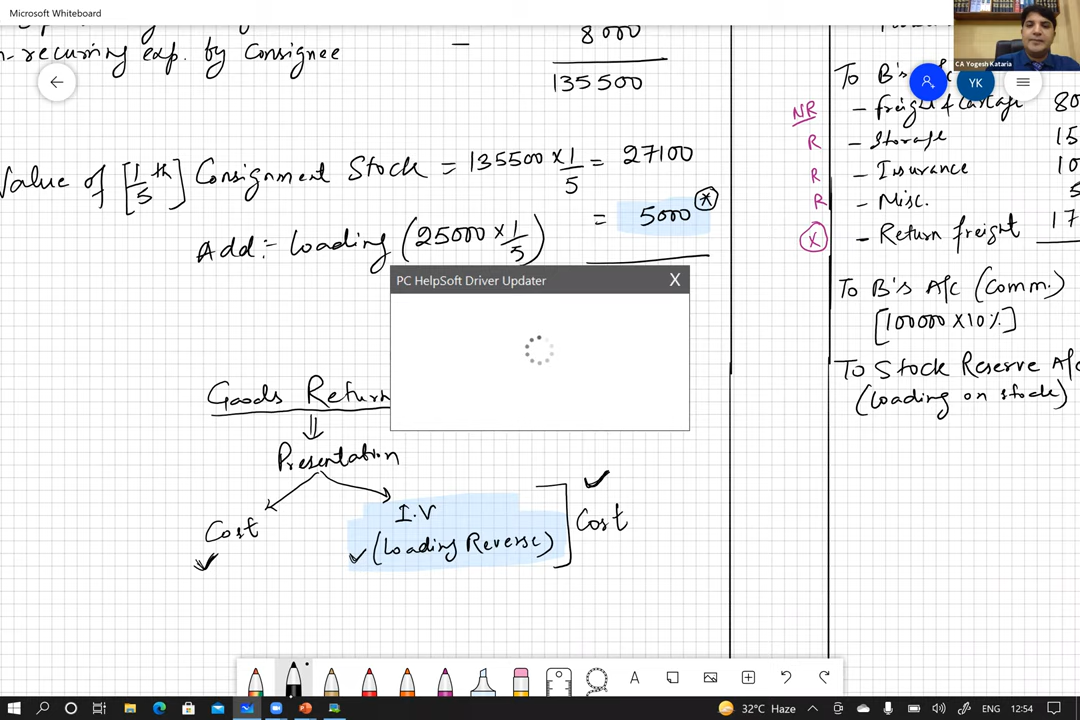 Microsoft Whiteboard
n-recurring exp. by Consignee
—
8000
135500
Value of [1/5 th] Consignment Stock = 135500 × 1/5 = 27100
Add:- loading (25000 × 1/5) = 5000 (*)
PC HelpSoft Driver Updater
X
Goods Return
Presentation
Cost
I.V
(Loading Reverse)
Cost
CA Yogesh Kataria
YK
To B's A/c
NR
- freight & Cartage 80
R
- Storage 15
R
- Insurance 10
R
- Misc. 5
X
- Return freight 17
To B's A/c (Comm.)
[100000 × 10%]
To Stock Reserve A/c
(loading on stock)
A
32°C Haze
ENG
12:54